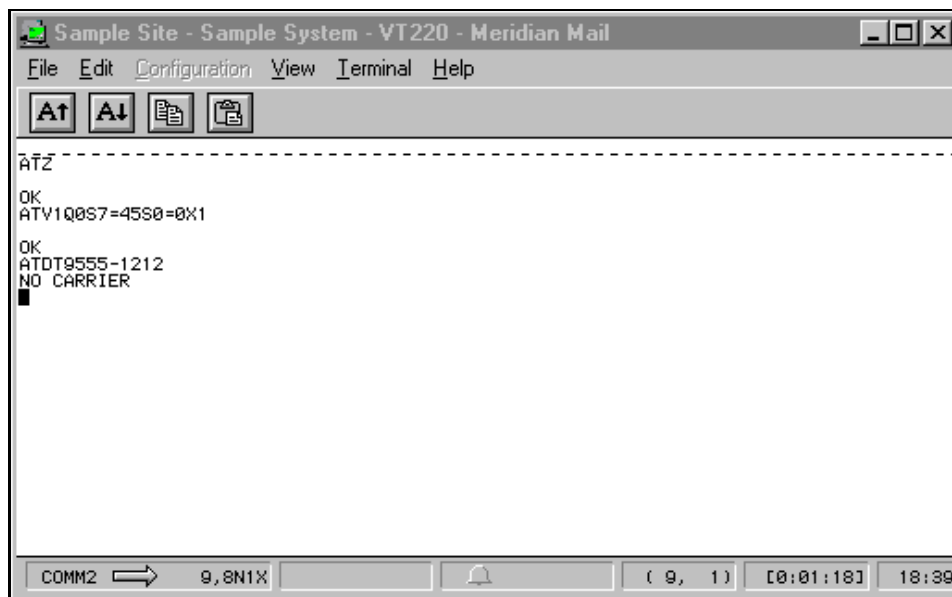 Sample Site - Sample System - VT220 - Meridian Mail
File Edit Configuration View Terminal Help
A↑ A↓
ATZ
OK
ATV1Q0S7=45S0=0X1
OK
ATDT9555-1212
NO CARRIER
COMM2 9,8N1X ( 9, 1) [0:01:18] 18:39